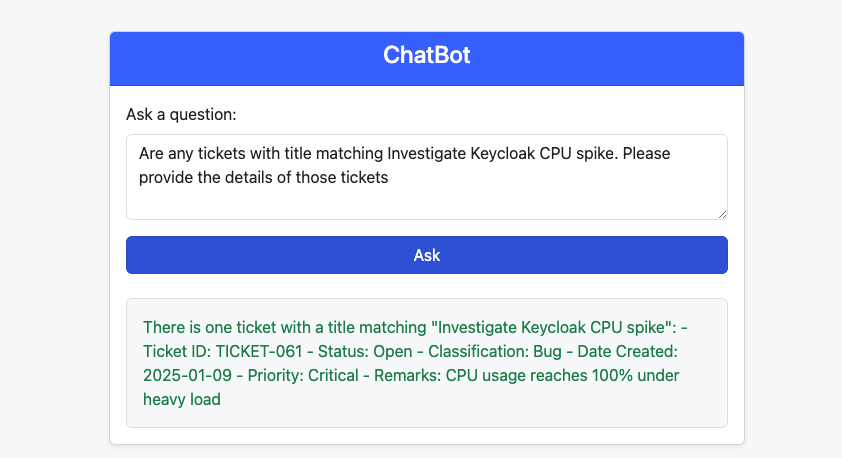 ChatBot
Ask a question:
Are any tickets with title matching Investigate Keycloak CPU spike. Please
provide the details of those tickets
Ask
There is one ticket with a title matching "Investigate Keycloak CPU spike": -
Ticket ID: TICKET-061 - Status: Open - Classification: Bug - Date Created:
2025-01-09 - Priority: Critical - Remarks: CPU usage reaches 100% under
heavy load